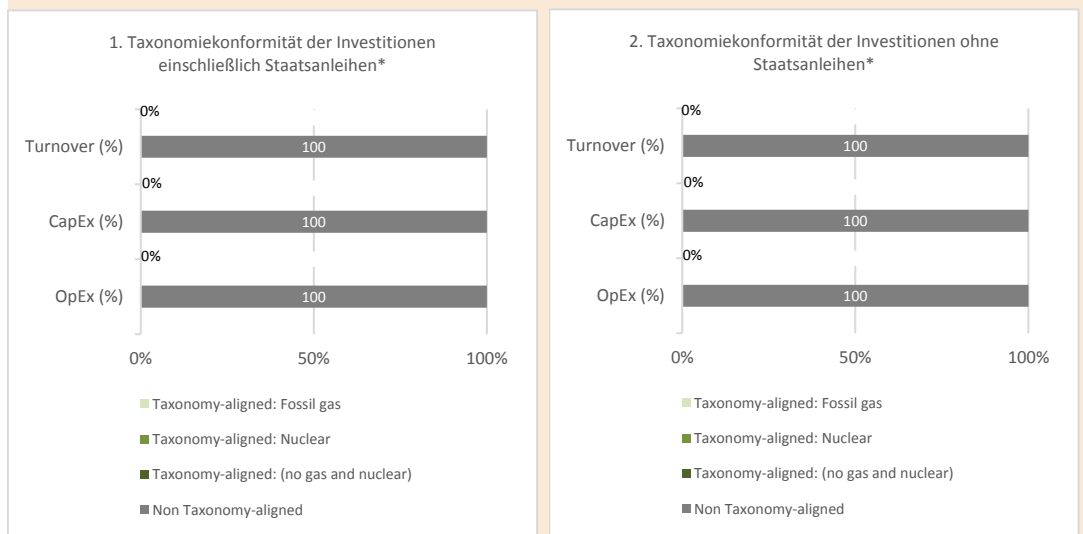 1. Taxonomiekonformität der Investitionen
einschließlich Staatsanleihen*
0%
Turnover (%)
100
0%
CapEx (%)
100
0%
OpEx (%)
100
0%
50%
100%
Taxonomy-aligned: Fossil gas
Taxonomy-aligned: Nuclear
Taxonomy-aligned: (no gas and nuclear)
Non Taxonomy-aligned
2. Taxonomiekonformität der Investitionen ohne
Staatsanleihen*
0%
Turnover (%)
100
0%
CapEx (%)
100
0%
OpEx (%)
100
0%
50%
100%
Taxonomy-aligned: Fossil gas
Taxonomy-aligned: Nuclear
Taxonomy-aligned: (no gas and nuclear)
Non Taxonomy-aligned